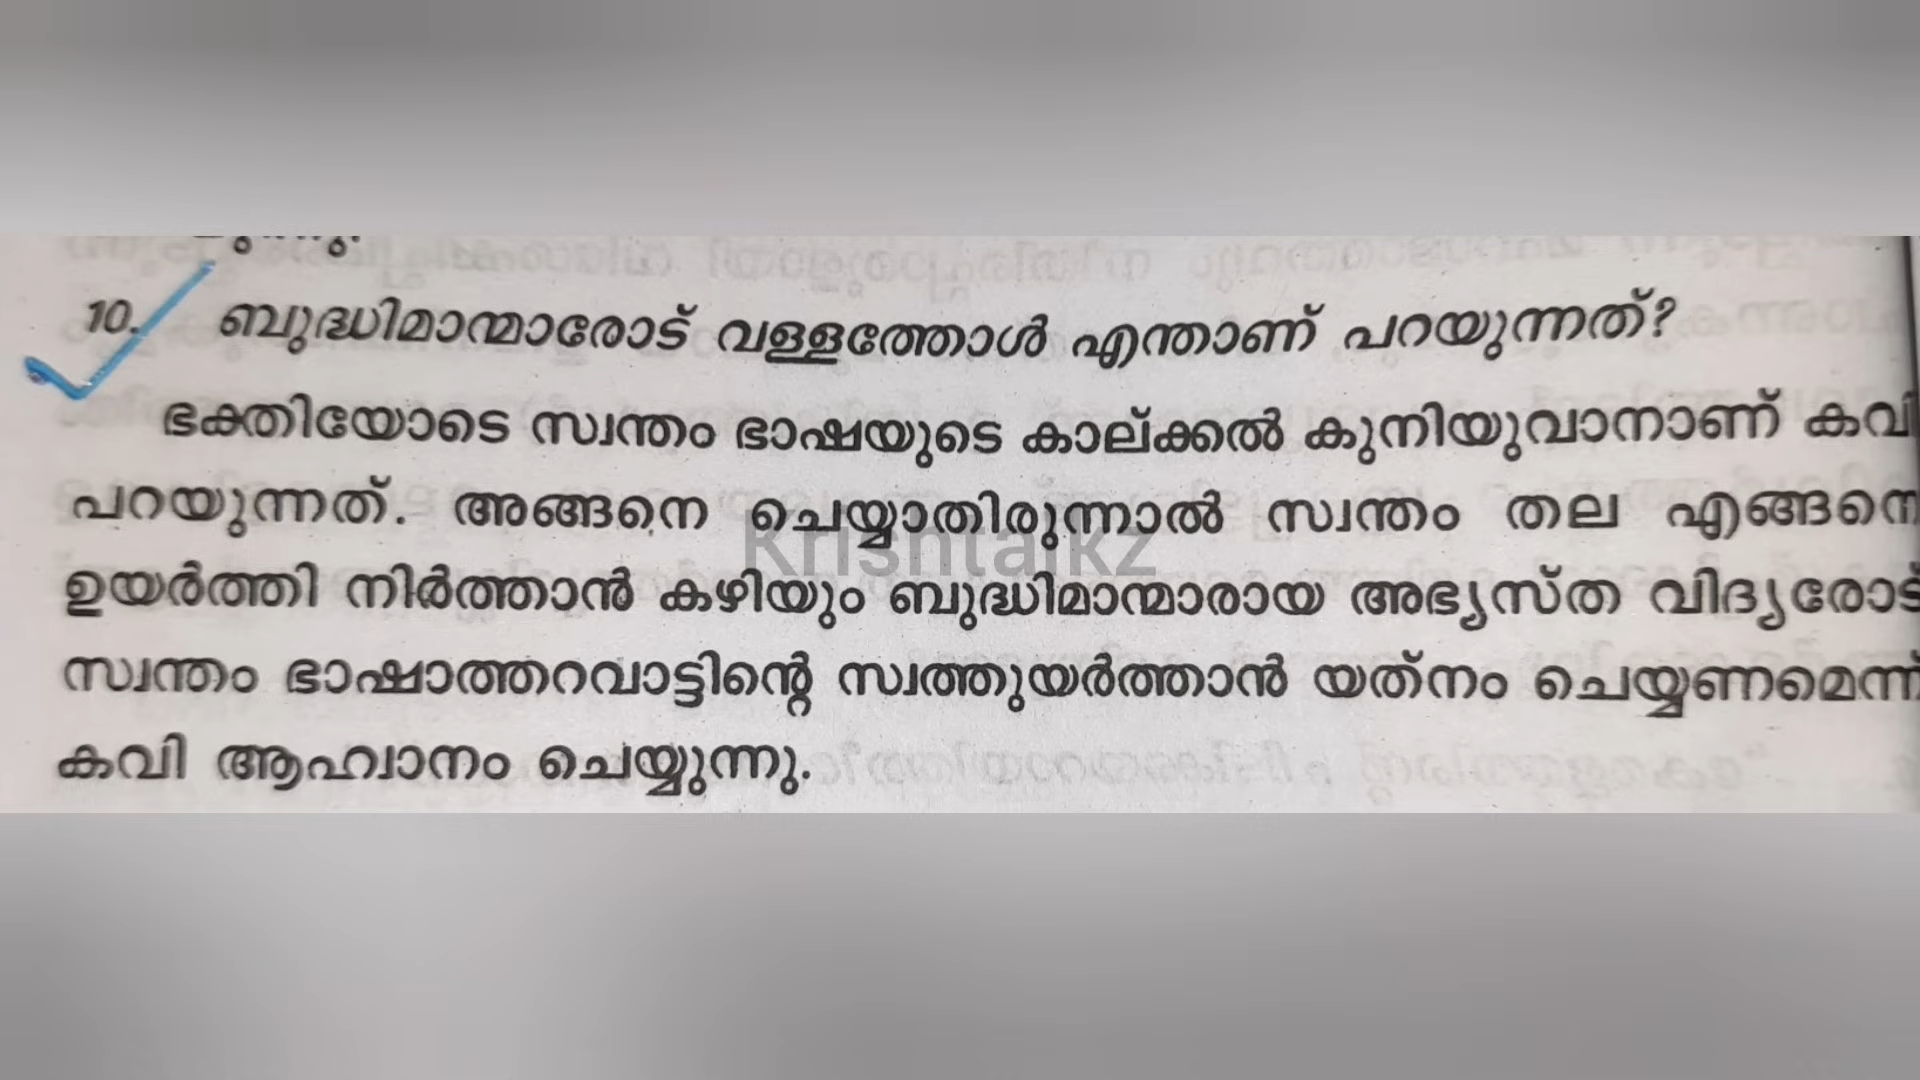 10. ബുദ്ധിമാന്മാരോട് വള്ളത്തോൾ എന്താണ് പറയുന്നത്?
ഭക്തിയോടെ സ്വന്തം ഭാഷയുടെ കാല്ക്കൽ കുനിയുവാനാണ് കവി
പറയുന്നത്. അങ്ങനെ ചെയ്യാതിരുന്നാൽ സ്വന്തം തല എങ്ങനെ
Krishtalkz
ഉയർത്തി നിർത്താൻ കഴിയും ബുദ്ധിമാന്മാരായ അഭ്യസ്ത വിദ്യരോട്
സ്വന്തം ഭാഷാത്തറവാട്ടിന്റെ സ്വത്തുയർത്താൻ യത്നം ചെയ്യണമെന്ന്
കവി ആഹ്വാനം ചെയ്യുന്നു.